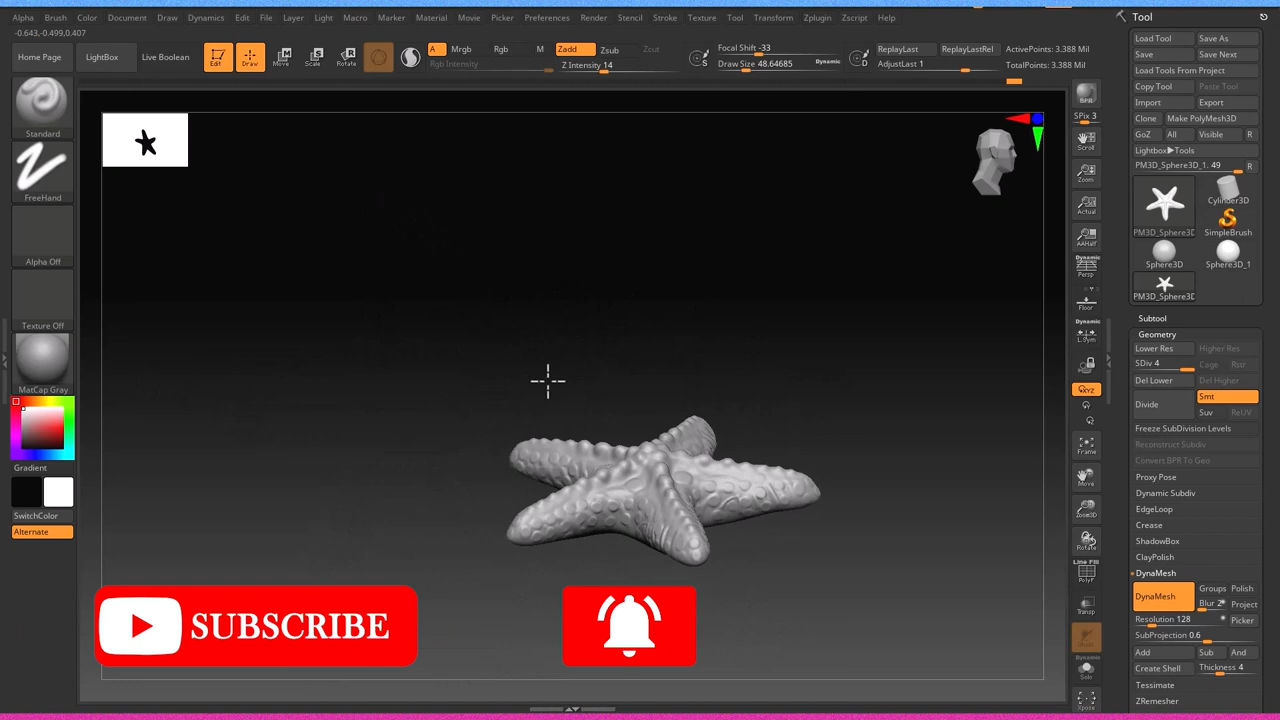 -0.643,-0.499,0.407
Alpha Brush Color Document Draw Dynamics Edit File Layer Light Macro Marker Material Movie Picker Preferences Render Stencil Stroke Texture Tool Transform Zplugin Zscript Help
Home Page LightBox Live Boolean Edit Draw Move Scale Rotate A Mrgb Rgb M Zadd Zsub Zcut
Rgb Intensity Z Intensity 14
Focal Shift -33
Draw Size 48.64685 Dynamic
S D
ReplayLast ReplayLastRel
AdjustLast 1
ActivePoints: 3.388 Mil
TotalPoints: 3.388 Mil
Standard
FreeHand
Alpha Off
Texture Off
MatCap Gray
Gradient
SwitchColor
Alternate
SUBSCRIBE
BPR
SPix 3
Scroll
Zoom
Actual
AAHalf
Dynamic
Persp
Floor
Dynamic
L.Sym
XYZ
Frame
Move
Zoom3D
Rotate
Line Fill
PolyF
Transp
Dynamic
Solo
Xpose
Tool
Load Tool Save As
Save Save Next
Load Tools From Project
Copy Tool Paste Tool
Import Export
Clone Make PolyMesh3D
GoZ All Visible R
Lightbox▶Tools
PM3D_Sphere3D_1. 49 R
Cylinder3D
PM3D_Sphere3D SimpleBrush
Sphere3D Sphere3D_1
PM3D_Sphere3D
Subtool
Geometry
Lower Res Higher Res
SDiv 4 Cage Rstr
Del Lower Del Higher
Divide Smt
Suv ReUV
Freeze SubDivision Levels
Reconstruct Subdiv
Convert BPR To Geo
Proxy Pose
Dynamic Subdiv
EdgeLoop
Crease
ShadowBox
ClayPolish
DynaMesh
DynaMesh Groups Polish
Blur 2 Project
Resolution 128 Picker
SubProjection 0.6
Add Sub And
Create Shell Thickness 4
Tessimate
ZRemesher